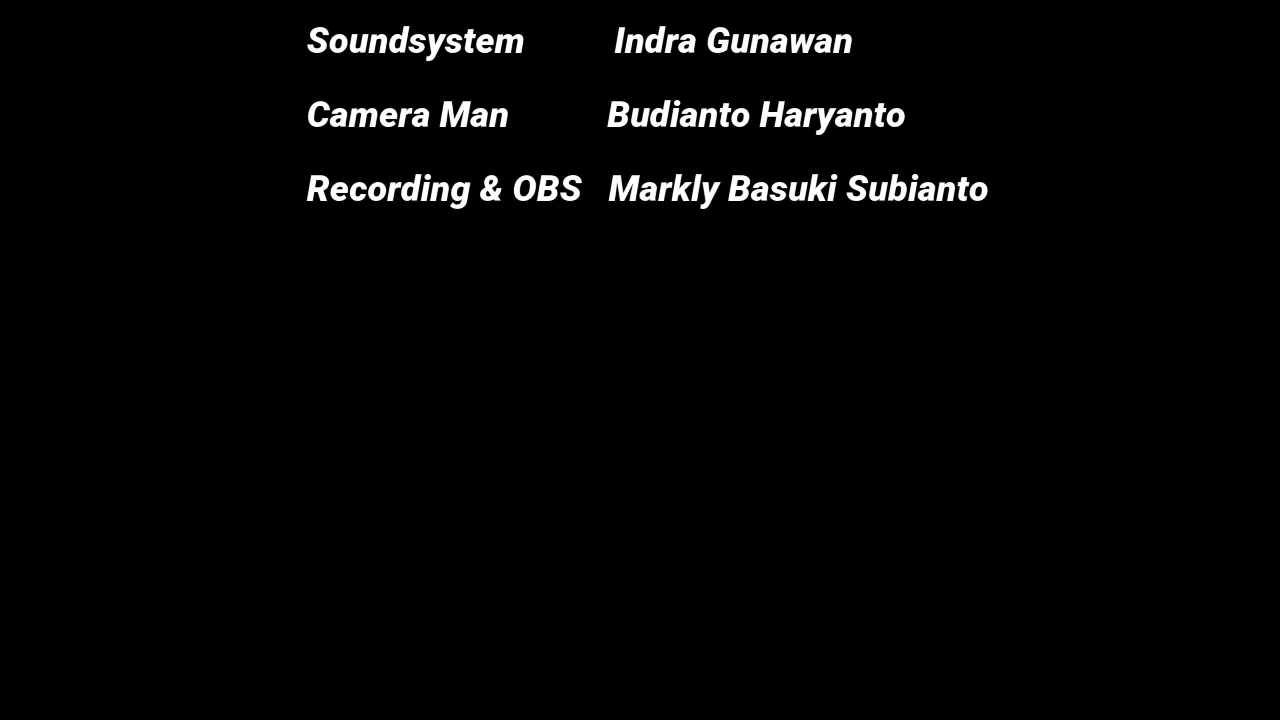 Soundsystem Indra Gunawan
Camera Man Budianto Haryanto
Recording & OBS Markly Basuki Subianto